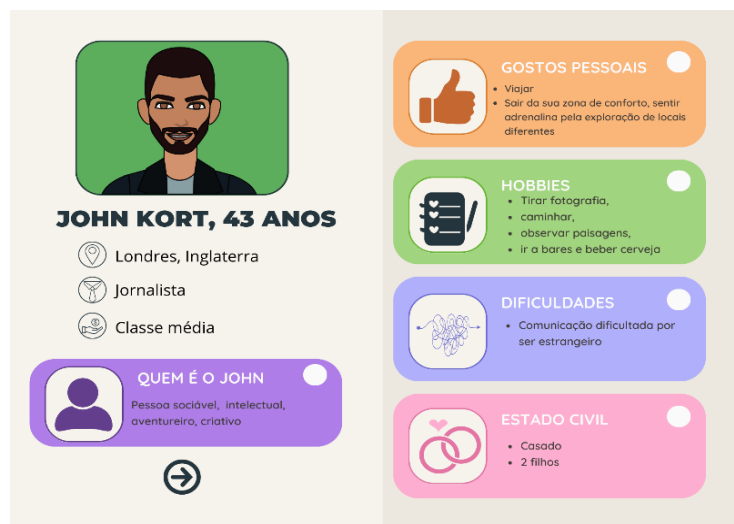 JOHN KORT, 43 ANOS
Londres, Inglaterra
Jornalista
Classe média
QUEM É O JOHN
Pessoa sociável, intelectual,
aventureiro, criativo
GOSTOS PESSOAIS
• Viajar
• Sair da sua zona de conforto, sentir
adrenalina pela exploração de locais
diferentes
HOBBIES
• Tirar fotografia,
• caminhar,
• observar paisagens,
• ir a bares e beber cerveja
DIFICULDADES
• Comunicação dificultada por
ser estrangeiro
ESTADO CIVIL
• Casado
• 2 filhos